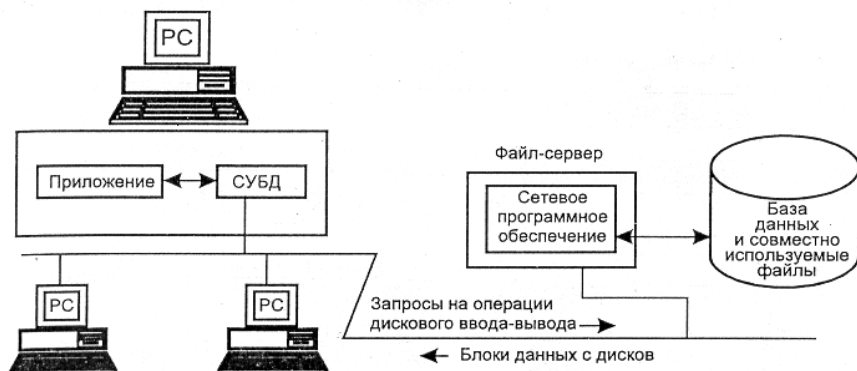 PC
Приложение
СУБД
Файл-сервер
Сетевое
программное
обеспечение
База
данных
и совместно
используемые
файлы
PC
PC
Запросы на операции
дискового ввода-вывода
Блоки данных с дисков